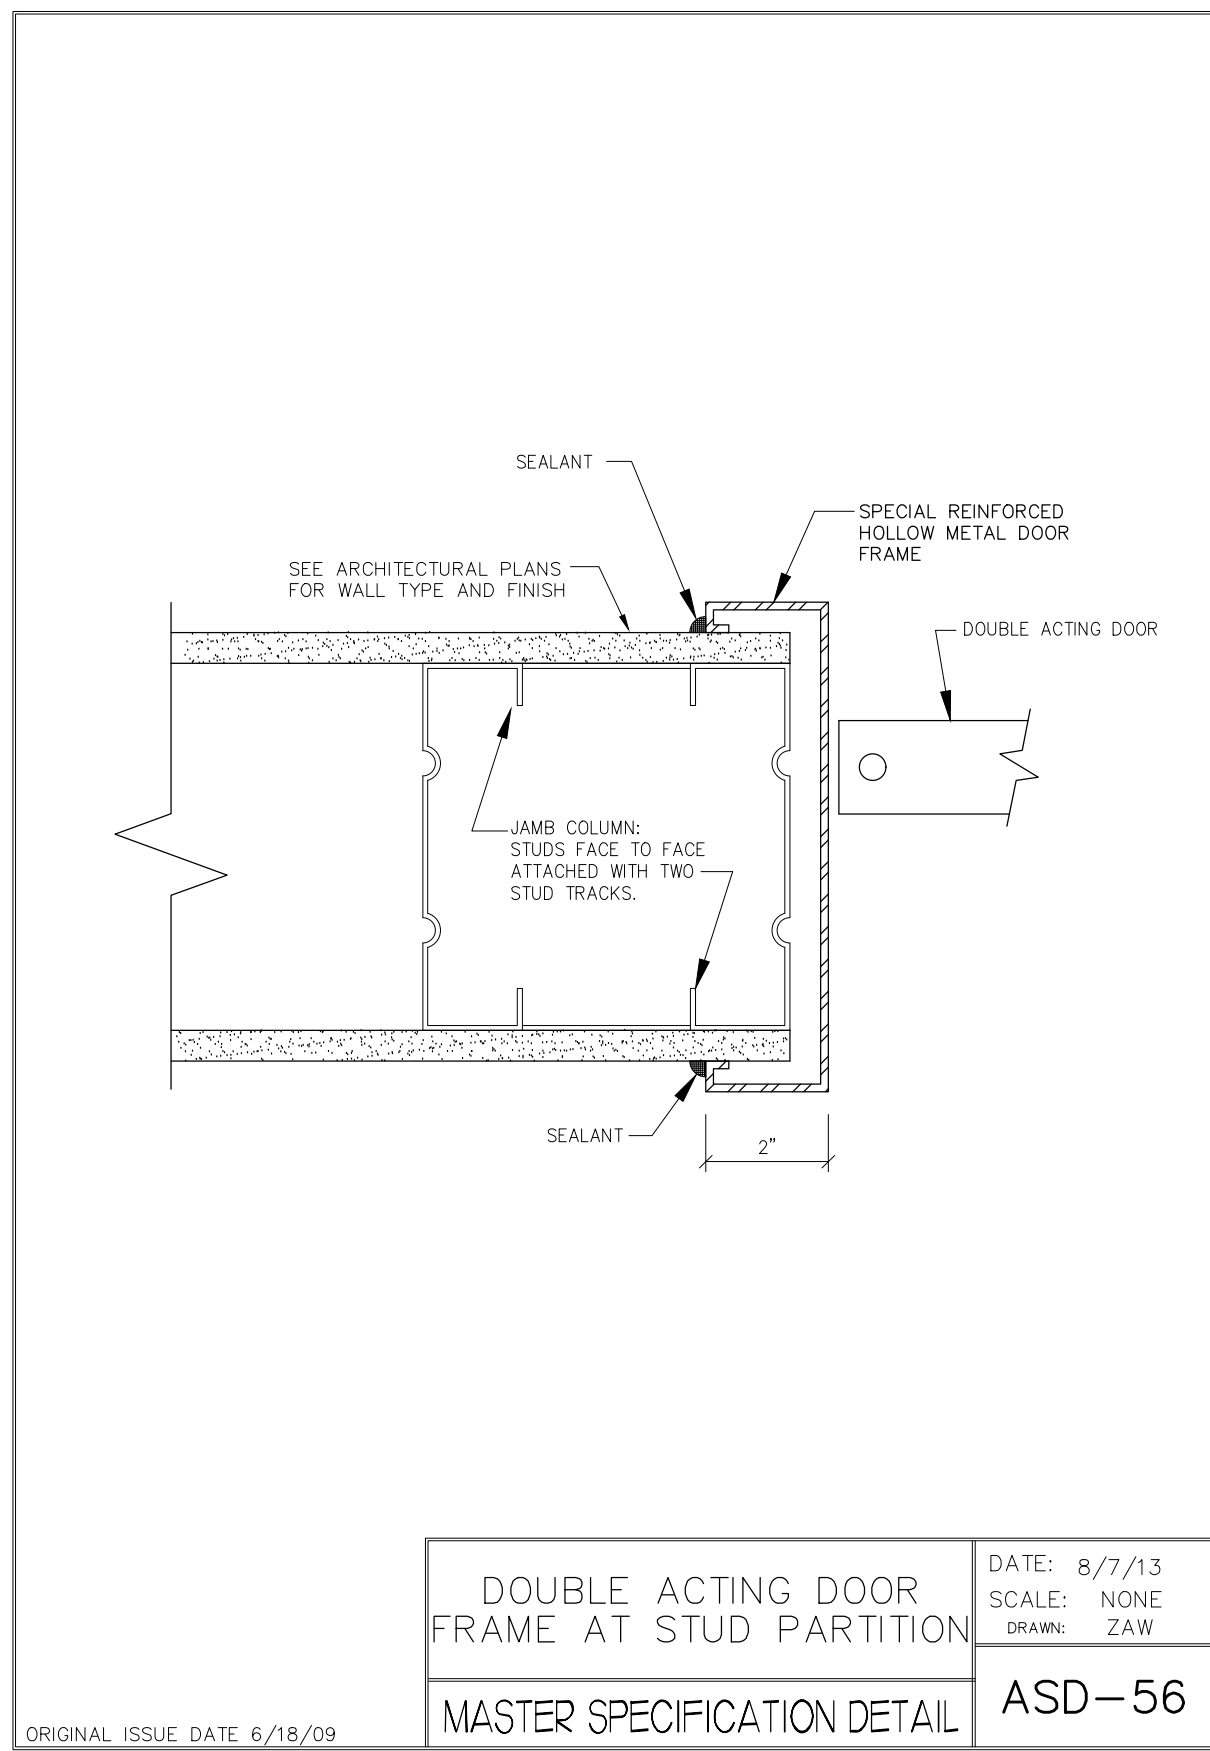 SEALANT
SPECIAL REINFORCED
HOLLOW METAL DOOR
FRAME
SEE ARCHITECTURAL PLANS
FOR WALL TYPE AND FINISH
DOUBLE ACTING DOOR
JAMB COLUMN:
STUDS FACE TO FACE
ATTACHED WITH TWO
STUD TRACKS.
SEALANT
2"
DOUBLE ACTING DOOR
FRAME AT STUD PARTITION
MASTER SPECIFICATION DETAIL
DATE: 8/7/13
SCALE: NONE
DRAWN: ZAW
ASD-56
ORIGINAL ISSUE DATE 6/18/09